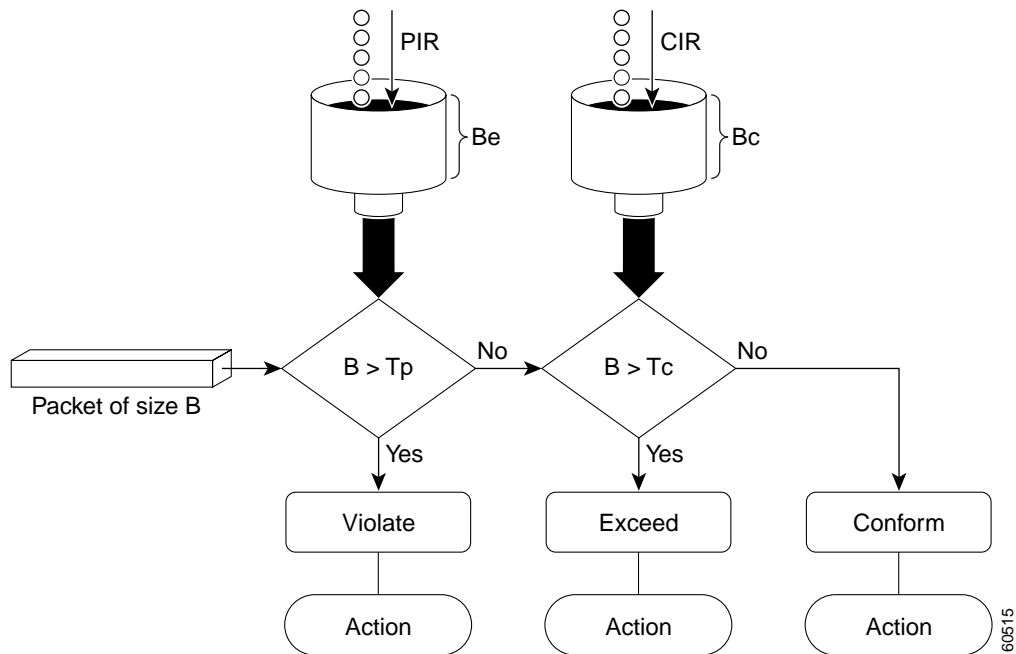 PIR
CIR
Be
Bc
B > Tp
No
B > Tc
No
Packet of size B
Yes
Yes
Violate
Exceed
Conform
Action
Action
Action
60515